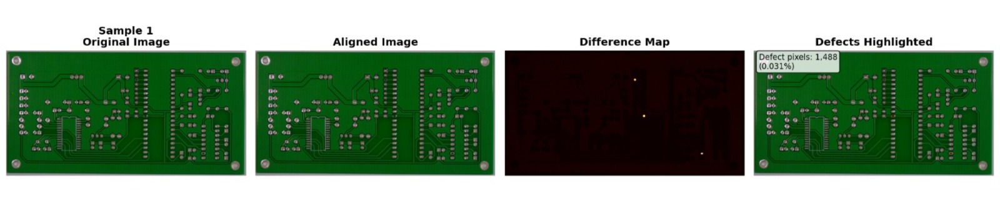 Sample 1
Original Image
Aligned Image
Difference Map
Defects Highlighted
Defect pixels: 1,488
(0.031%)